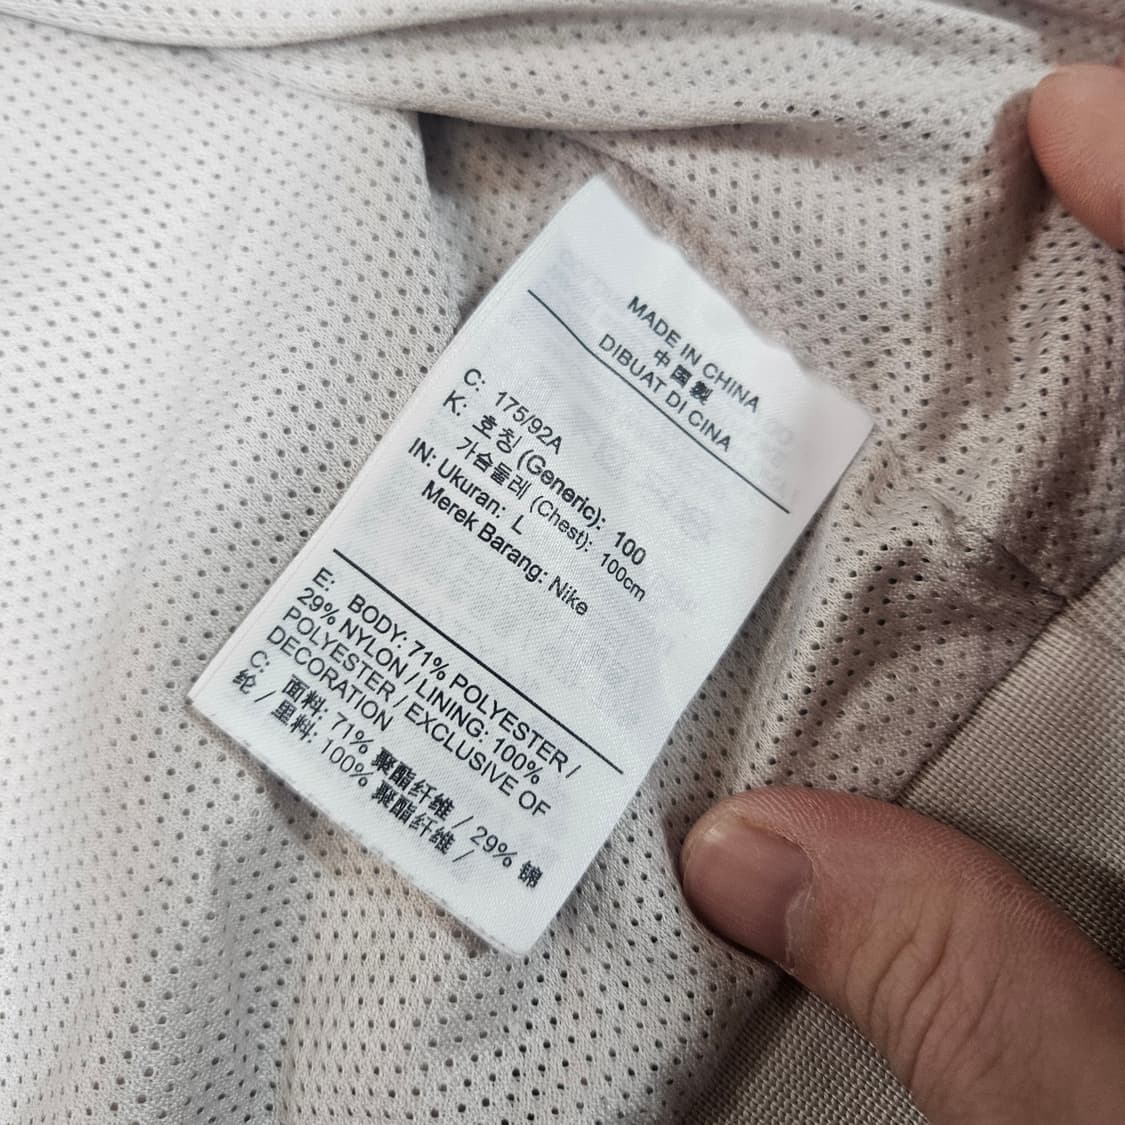 MADE IN CHINA
中国製
DIBUAT DI CINA
C: 175/92A
K: 호칭 (Generic): 100
가슴둘레 (Chest): 100cm
IN: Ukuran: L
Merek Barang: Nike
E: BODY: 71% POLYESTER /
29% NYLON / LINING: 100%
POLYESTER / EXCLUSIVE OF
DECORATION
C: 面料: 71% 聚酯纤维 / 29% 锦
纶 / 里料: 100% 聚酯纤维 /